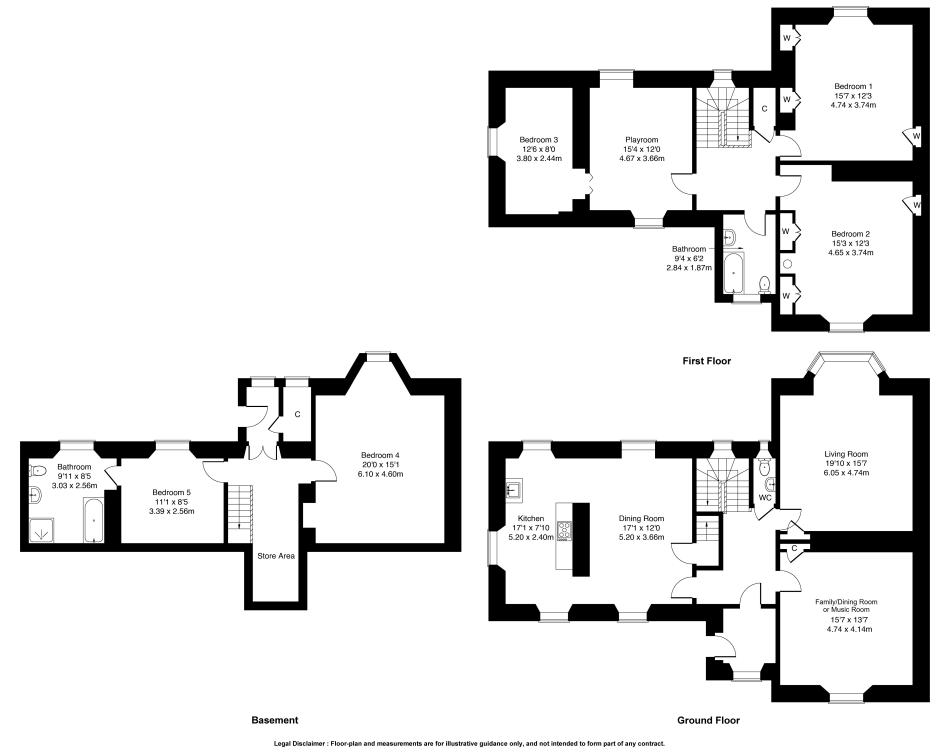 W
W
C
Bedroom 1
15'7 x 12'3
4.74 x 3.74m
W
Bedroom 3
12'6 x 8'0
3.80 x 2.44m
Playroom
15'4 x 12'0
4.67 x 3.66m
W
W
Bedroom 2
15'3 x 12'3
4.65 x 3.74m
W
Bathroom
9'4 x 6'2
2.84 x 1.87m
First Floor
C
Bathroom
9'11 x 8'5
3.03 x 2.56m
Bedroom 5
11'1 x 8'5
3.39 x 2.56m
Bedroom 4
20'0 x 15'1
6.10 x 4.60m
Store Area
Basement
Kitchen
17'1 x 7'10
5.20 x 2.40m
Dining Room
17'1 x 12'0
5.20 x 3.66m
WC
Living Room
19'10 x 15'7
6.05 x 4.74m
C
Family/Dining Room
or Music Room
15'7 x 13'7
4.74 x 4.14m
Ground Floor
Legal Disclaimer : Floor-plan and measurements are for illustrative guidance only, and not intended to form part of any contract.